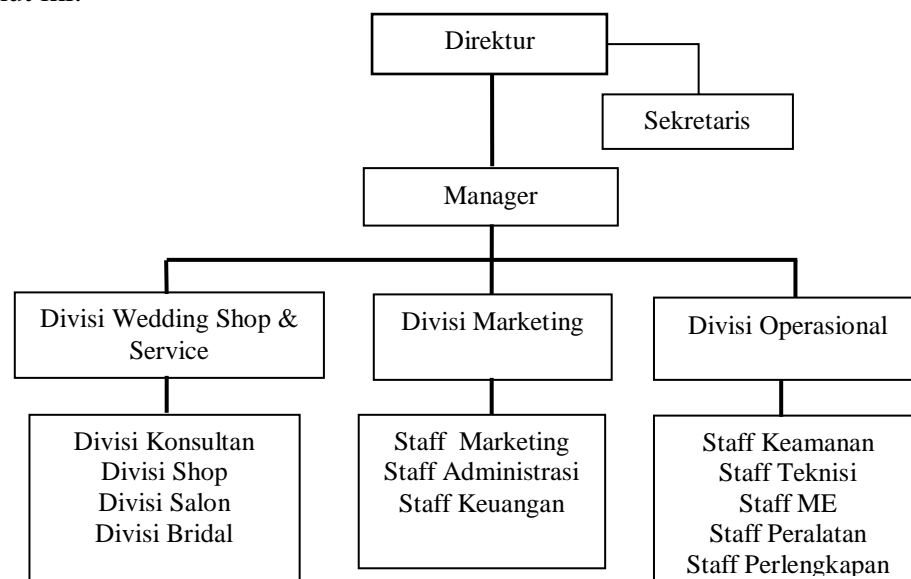 Direktur
Sekretaris
Manager
Divisi Wedding Shop &
Service
Divisi Marketing
Divisi Operasional
Divisi Konsultan
Divisi Shop
Divisi Salon
Divisi Bridal
Staff Marketing
Staff Administrasi
Staff Keuangan
Staff Keamanan
Staff Teknisi
Staff ME
Staff Peralatan
Staff Perlengkapan